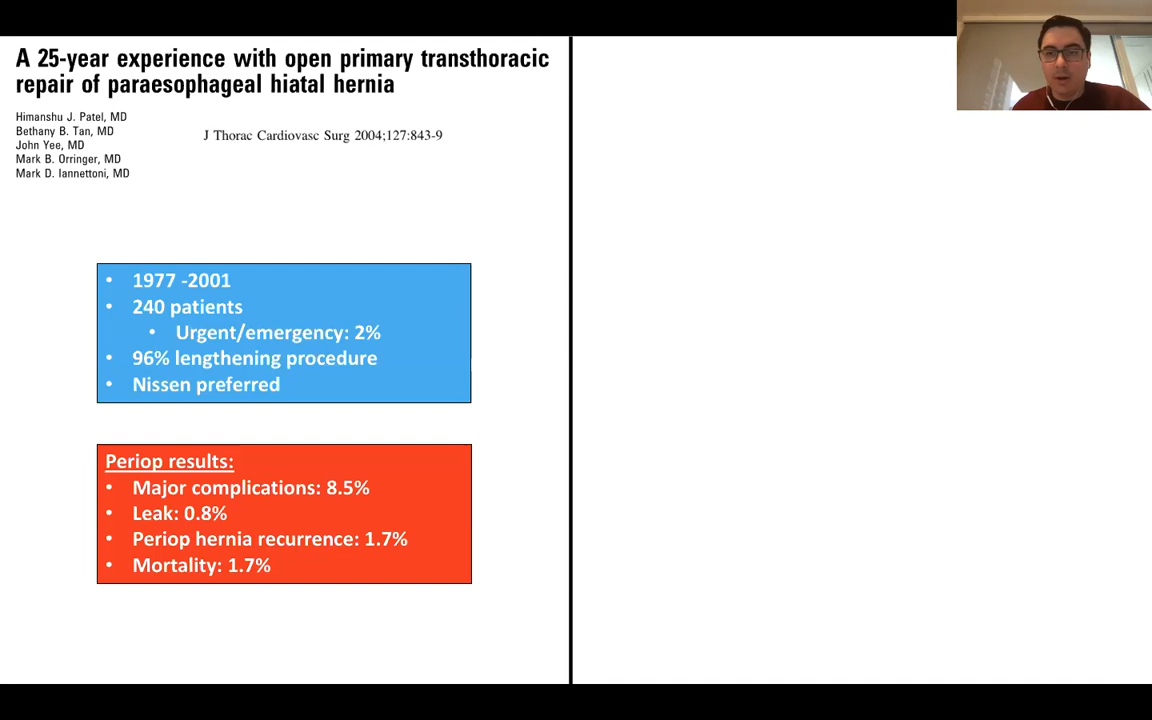 A 25-year experience with open primary transthoracic
repair of paraesophageal hiatal hernia
Himanshu J. Patel, MD
Bethany B. Tan, MD
John Yee, MD
Mark B. Orringer, MD
Mark D. Iannettoni, MD
J Thorac Cardiovasc Surg 2004;127:843-9
• 1977 -2001
• 240 patients
• Urgent/emergency: 2%
• 96% lengthening procedure
• Nissen preferred
Periop results:
• Major complications: 8.5%
• Leak: 0.8%
• Periop hernia recurrence: 1.7%
• Mortality: 1.7%